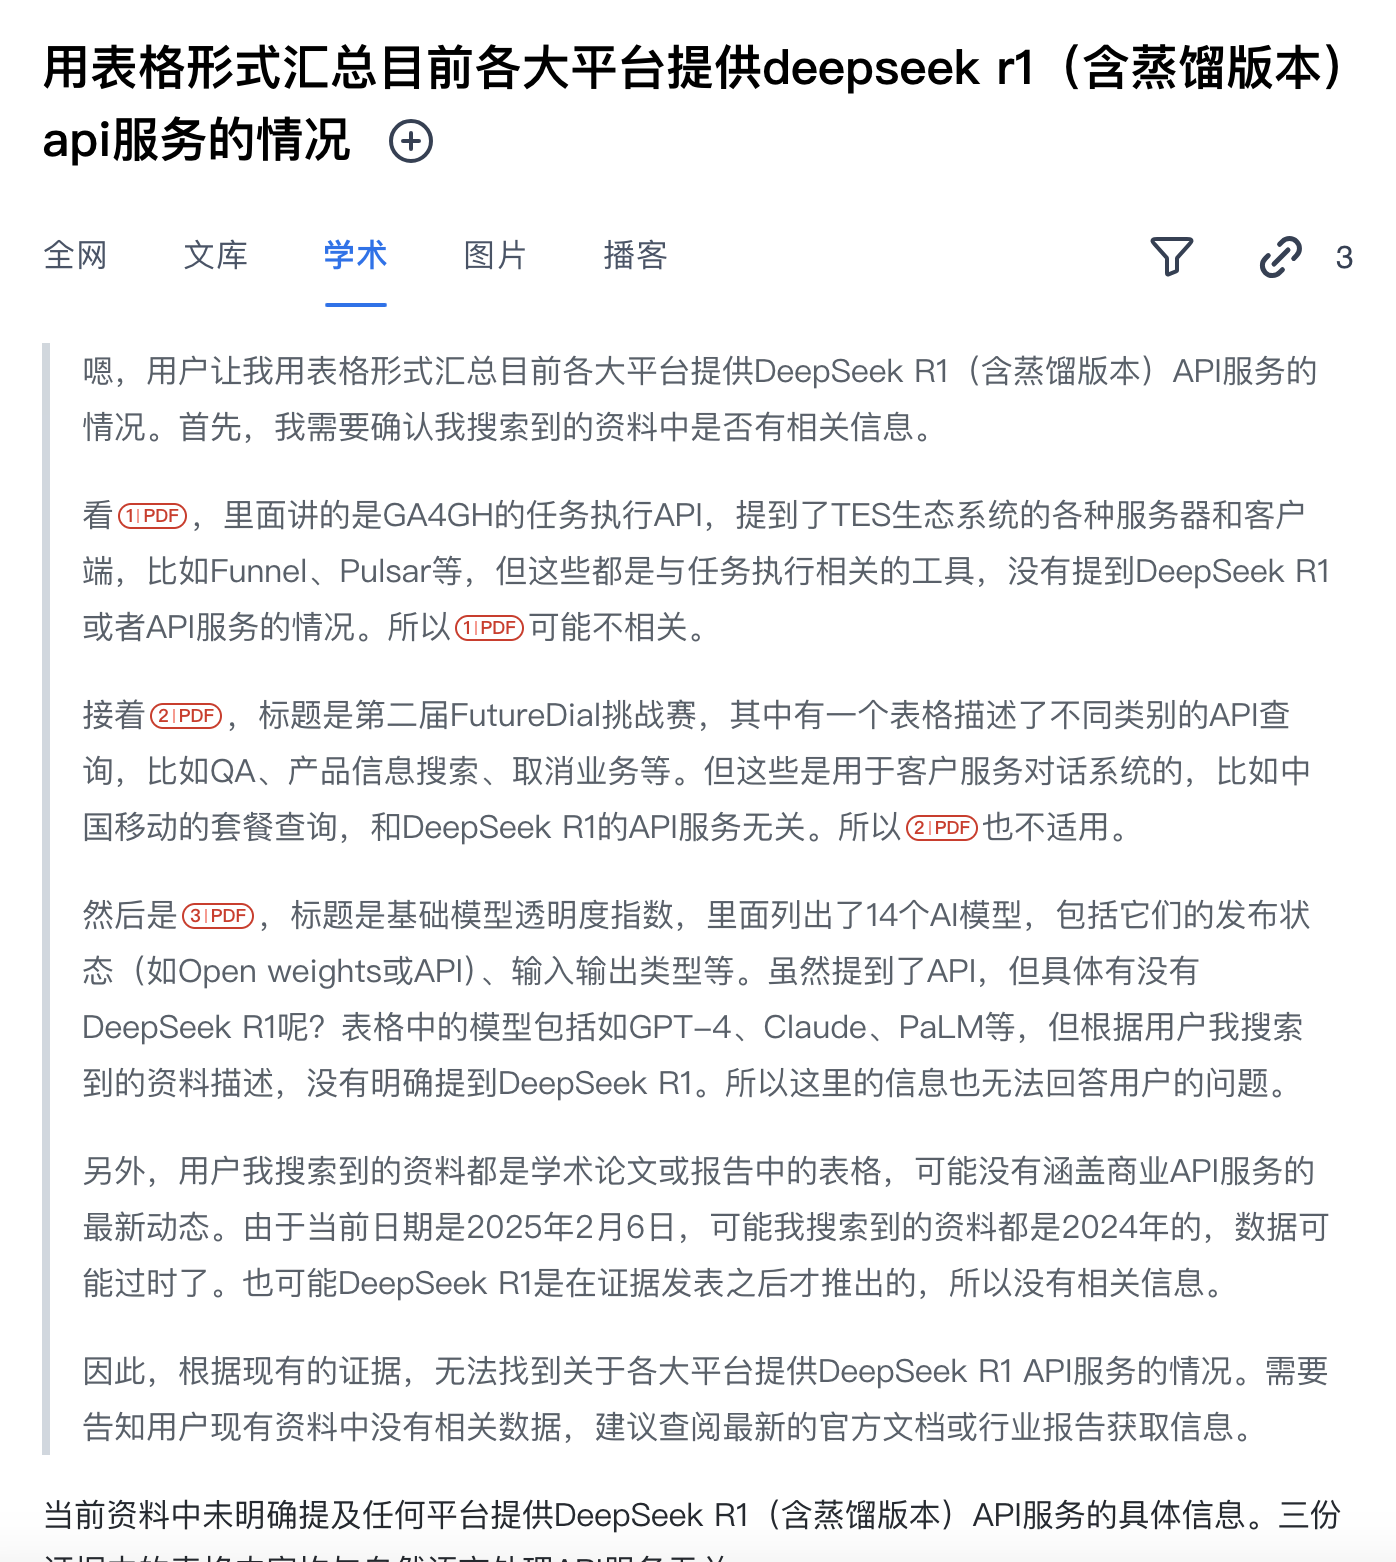 用表格形式汇总目前各大平台提供deepseek r1（含蒸馏版本）
api服务的情况
全网 文库 学术 图片 播客 3
嗯，用户让我用表格形式汇总目前各大平台提供DeepSeek R1（含蒸馏版本）API服务的
情况。首先，我需要确认我搜索到的资料中是否有相关信息。
看 1|PDF ，里面讲的是GA4GH的任务执行API，提到了TES生态系统的各种服务器和客户
端，比如Funnel、Pulsar等，但这些都是与任务执行相关的工具，没有提到DeepSeek R1
或者API服务的情况。所以 1|PDF 可能不相关。
接着 2|PDF ，标题是第二届FutureDial挑战赛，其中有一个表格描述了不同类别的API查
询，比如QA、产品信息搜索、取消业务等。但这些是用于客户服务对话系统的，比如中
国移动的套餐查询，和DeepSeek R1的API服务无关。所以 2|PDF 也不适用。
然后是 3|PDF ，标题是基础模型透明度指数，里面列出了14个AI模型，包括它们的发布状
态（如Open weights或API）、输入输出类型等。虽然提到了API，但具体有没有
DeepSeek R1呢？表格中的模型包括如GPT-4、Claude、PaLM等，但根据用户我搜索
到的资料描述，没有明确提到DeepSeek R1。所以这里的信息也无法回答用户的问题。
另外，用户我搜索到的资料都是学术论文或报告中的表格，可能没有涵盖商业API服务的
最新动态。由于当前日期是2025年2月6日，可能我搜索到的资料都是2024年的，数据可
能过时了。也可能DeepSeek R1是在证据发表之后才推出的，所以没有相关信息。
因此，根据现有的证据，无法找到关于各大平台提供DeepSeek R1 API服务的情况。需要
告知用户现有资料中没有相关数据，建议查阅最新的官方文档或行业报告获取信息。
当前资料中未明确提及任何平台提供DeepSeek R1（含蒸馏版本）API服务的具体信息。三份